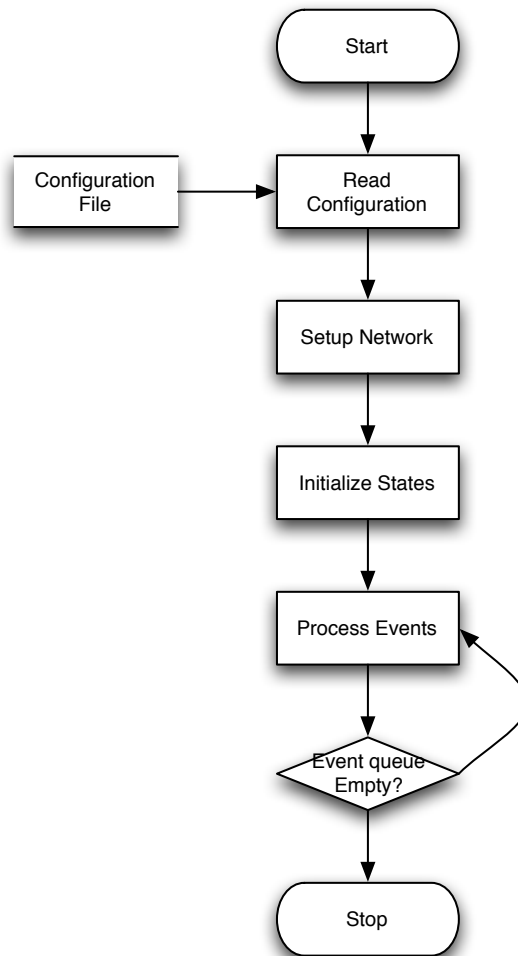 Start
Configuration
File
Read
Configuration
Setup Network
Initialize States
Process Events
Event queue
Empty?
Stop